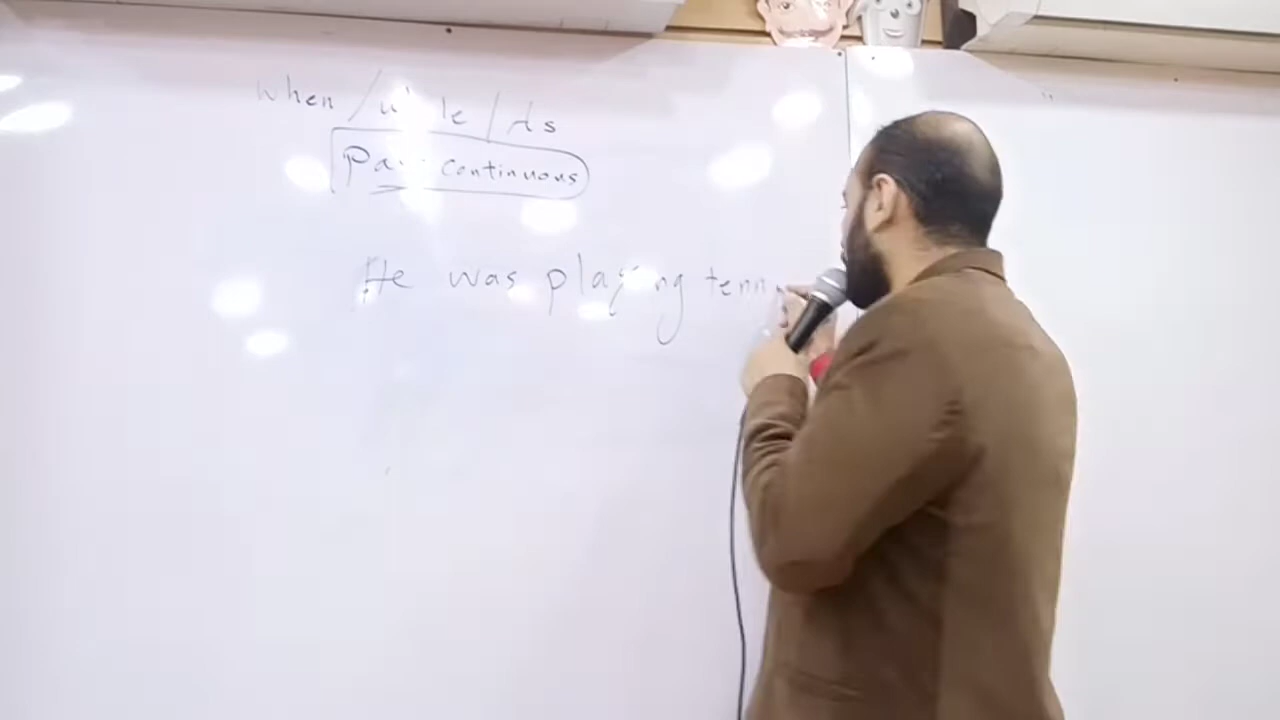 when / while / As
Past continuous
He was playing tenn